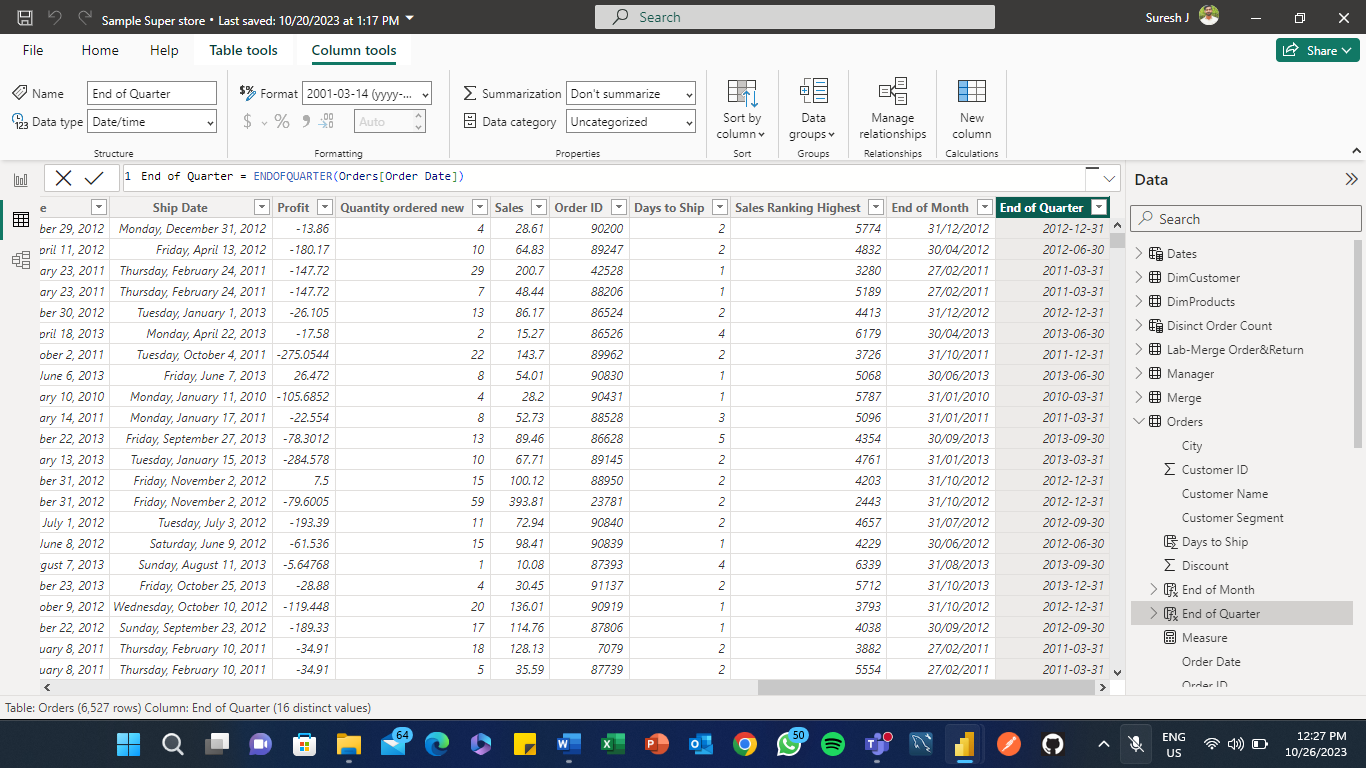 Sample Super store • Last saved: 10/20/2023 at 1:17 PM
Search
Suresh J
File Home Help Table tools Column tools
Share
Name End of Quarter
$% Format 2001-03-14 (yyyy-...
Σ Summarization Don't summarize
Data type Date/time
$ % 9 .00 Auto
Data category Uncategorized
Sort by column
Data groups
Manage relationships
New column
Structure Formatting Properties Sort Groups Relationships Calculations
1 End of Quarter = ENDOFQUARTER(Orders[Order Date])
e Ship Date Profit Quantity ordered new Sales Order ID Days to Ship Sales Ranking Highest End of Month End of Quarter
ber 29, 2012 Monday, December 31, 2012 -13.86 4 28.61 90200 2 5774 31/12/2012 2012-12-31
pril 11, 2012 Friday, April 13, 2012 -180.17 10 64.83 89247 2 4832 30/04/2012 2012-06-30
ary 23, 2011 Thursday, February 24, 2011 -147.72 29 200.7 42528 1 3280 27/02/2011 2011-03-31
ary 23, 2011 Thursday, February 24, 2011 -147.72 7 48.44 88206 1 5189 27/02/2011 2011-03-31
ber 30, 2012 Tuesday, January 1, 2013 -26.105 13 86.17 86524 2 4413 31/12/2012 2012-12-31
pril 18, 2013 Monday, April 22, 2013 -17.58 2 15.27 86526 4 6179 30/04/2013 2013-06-30
ober 2, 2011 Tuesday, October 4, 2011 -275.0544 22 143.7 89962 2 3726 31/10/2011 2011-12-31
June 6, 2013 Friday, June 7, 2013 26.472 8 54.01 90830 1 5068 30/06/2013 2013-06-30
ary 10, 2010 Monday, January 11, 2010 -105.6852 4 28.2 90431 1 5787 31/01/2010 2010-03-31
ary 14, 2011 Monday, January 17, 2011 -22.554 8 52.73 88528 3 5096 31/01/2011 2011-03-31
ber 22, 2013 Friday, September 27, 2013 -78.3012 13 89.46 86628 5 4354 30/09/2013 2013-09-30
ary 13, 2013 Tuesday, January 15, 2013 -284.578 10 67.71 89145 2 4761 31/01/2013 2013-03-31
ber 31, 2012 Friday, November 2, 2012 7.5 15 100.12 88950 2 4203 31/10/2012 2012-12-31
ber 31, 2012 Friday, November 2, 2012 -79.6005 59 393.81 23781 2 2443 31/10/2012 2012-12-31
July 1, 2012 Tuesday, July 3, 2012 -193.39 11 72.94 90840 2 4657 31/07/2012 2012-09-30
June 8, 2012 Saturday, June 9, 2012 -61.536 15 98.41 90839 1 4229 30/06/2012 2012-06-30
gust 7, 2013 Sunday, August 11, 2013 -5.64768 1 10.08 87393 4 6339 31/08/2013 2013-09-30
ber 23, 2013 Friday, October 25, 2013 -28.88 4 30.45 91137 2 5712 31/10/2013 2013-12-31
ober 9, 2012 Wednesday, October 10, 2012 -119.448 20 136.01 90919 1 3793 31/10/2012 2012-12-31
ber 22, 2012 Sunday, September 23, 2012 -189.33 17 114.76 87806 1 4038 30/09/2012 2012-09-30
uary 8, 2011 Thursday, February 10, 2011 -34.91 18 128.13 7079 2 3882 27/02/2011 2011-03-31
uary 8, 2011 Thursday, February 10, 2011 -34.91 5 35.59 87739 2 5554 27/02/2011 2011-03-31
Data
Search
Dates
DimCustomer
DimProducts
Disinct Order Count
Lab-Merge Order&Return
Manager
Merge
Orders
City
Σ Customer ID
Customer Name
Customer Segment
Days to Ship
Σ Discount
End of Month
End of Quarter
Measure
Order Date
Order ID
Table: Orders (6,527 rows) Column: End of Quarter (16 distinct values)
64
50
ENG
US
12:27 PM
10/26/2023